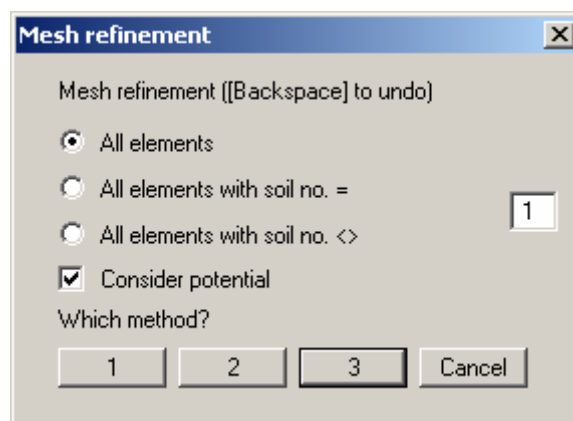 Mesh refinement
Mesh refinement ([Backspace] to undo)
All elements
All elements with soil no. =
1
All elements with soil no. <>
Consider potential
Which method?
1 2 3 Cancel